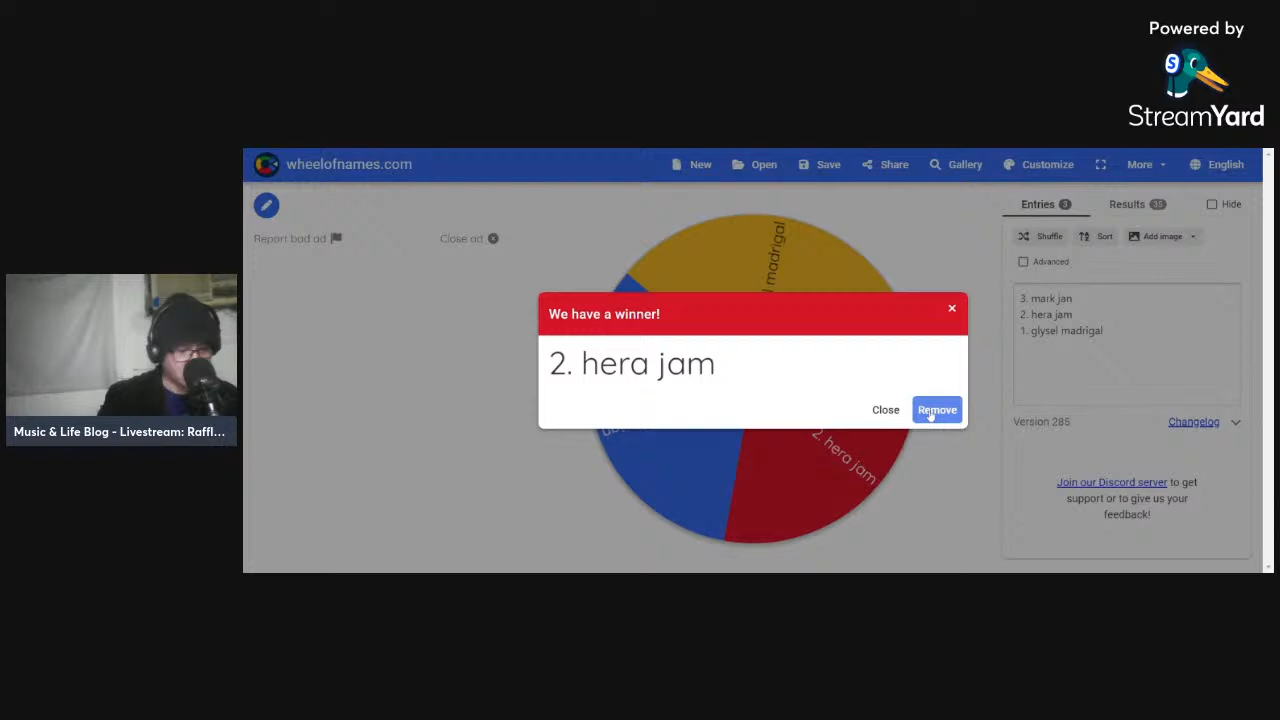 Powered by
StreamYard
wheelofnames.com
New
Open
Save
Share
Gallery
Customize
More
English
Report bad ad
Close ad
Entries 3
Results 35
Hide
Shuffle
Sort
Add image
Advanced
3. mark jan
2. hera jam
1. glysel madrigal
madrigal
We have a winner!
2. hera jam
Close
Remove
2. hera jam
Version 285
Changelog
Join our Discord server to get
support or to give us your
feedback!
Music & Life Blog - Livestream: Raffl...